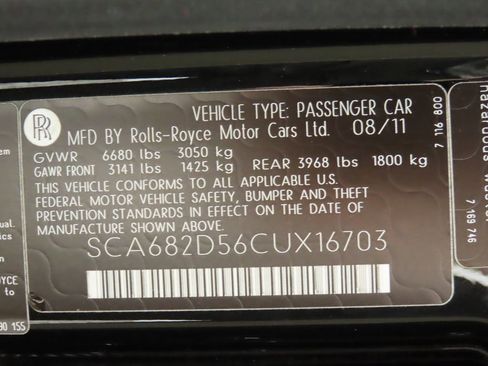 RR
VEHICLE TYPE: PASSENGER CAR
MFD BY Rolls-Royce Motor Cars Ltd. 08/11
GVWR 6680 lbs 3050 kg
GAWR FRONT 3141 lbs 1425 kg REAR 3968 lbs 1800 kg
THIS VEHICLE CONFORMS TO ALL APPLICABLE U.S.
FEDERAL MOTOR VEHICLE SAFETY, BUMPER AND THEFT
PREVENTION STANDARDS IN EFFECT ON THE DATE OF
MANUFACTURE SHOWN ABOVE.
SCA682D56CUX16703
7 116 800
7 169 746